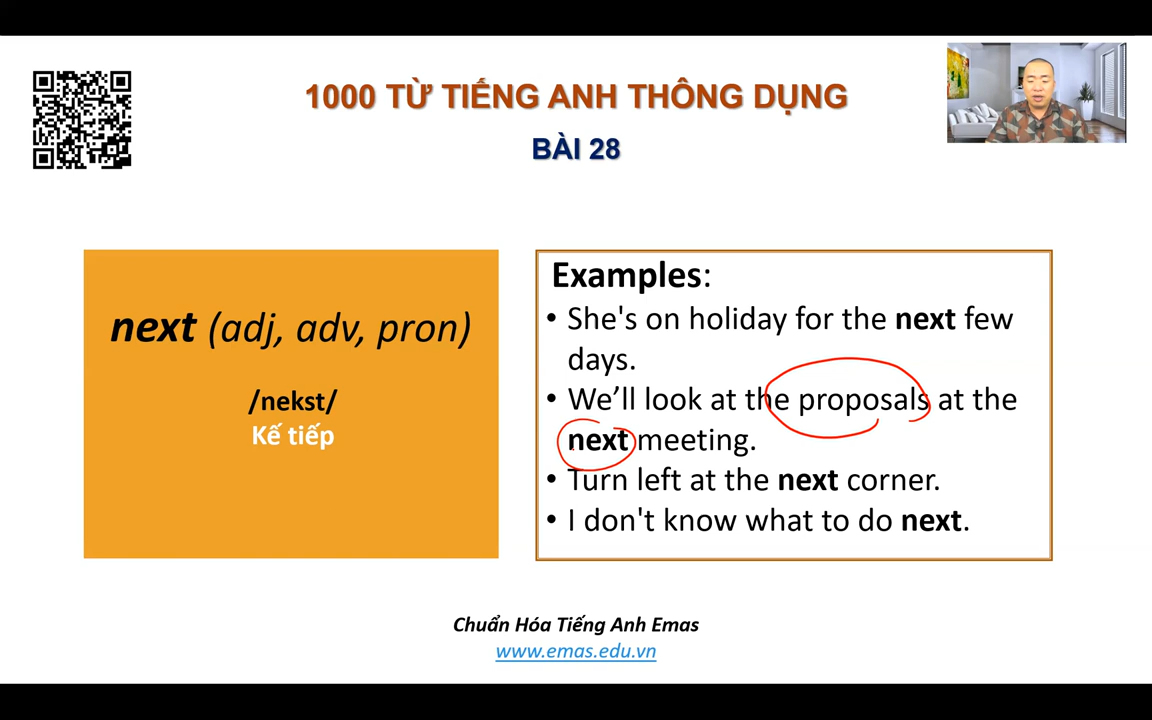 1000 TỪ TIẾNG ANH THÔNG DỤNG
BÀI 28
next (adj, adv, pron)
/nekst/
Kế tiếp
Examples:
• She's on holiday for the next few
days.
• We’ll look at the proposals at the
next meeting.
• Turn left at the next corner.
• I don't know what to do next.
Chuẩn Hóa Tiếng Anh Emas
www.emas.edu.vn